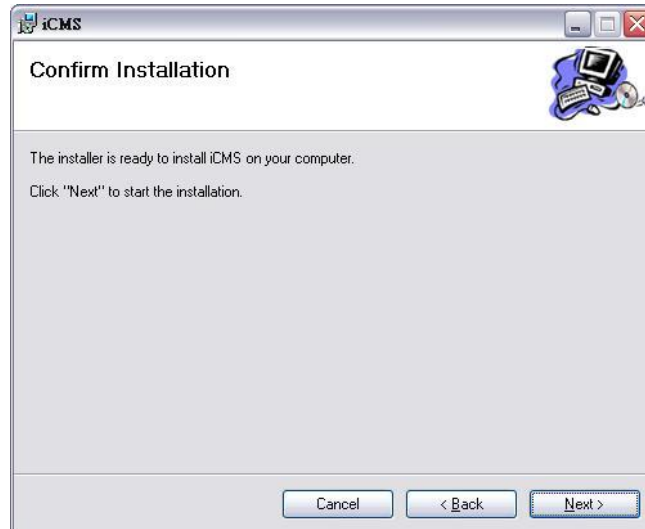 iCMS
Confirm Installation
The installer is ready to install iCMS on your computer.
Click "Next" to start the installation.
Cancel
< Back
Next >